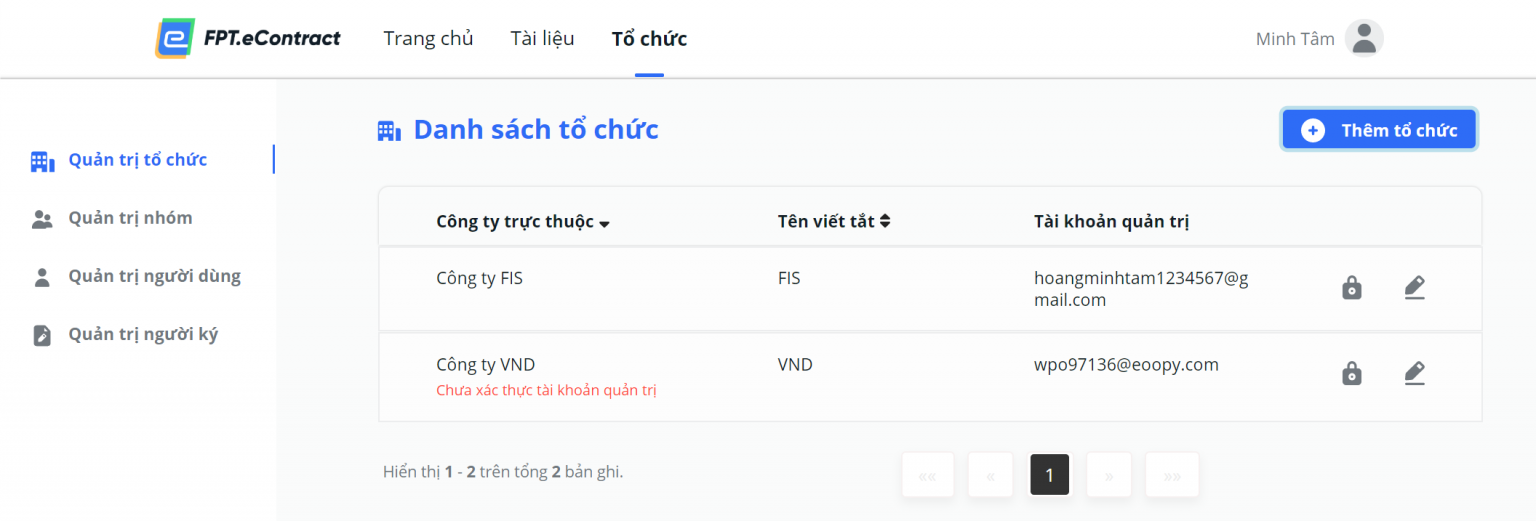 FPT.eContract Trang chủ Tài liệu Tổ chức Minh Tâm
Danh sách tổ chức
Thêm tổ chức
Quản trị tổ chức
Quản trị nhóm
Quản trị người dùng
Quản trị người ký
Công ty trực thuộc Tên viết tắt Tài khoản quản trị
Công ty FIS FIS hoangminhtam1234567@g
mail.com
Công ty VND VND wpo97136@eoopy.com
Chưa xác thực tài khoản quản trị
Hiển thị 1 - 2 trên tổng 2 bản ghi.
«« « 1 » »»